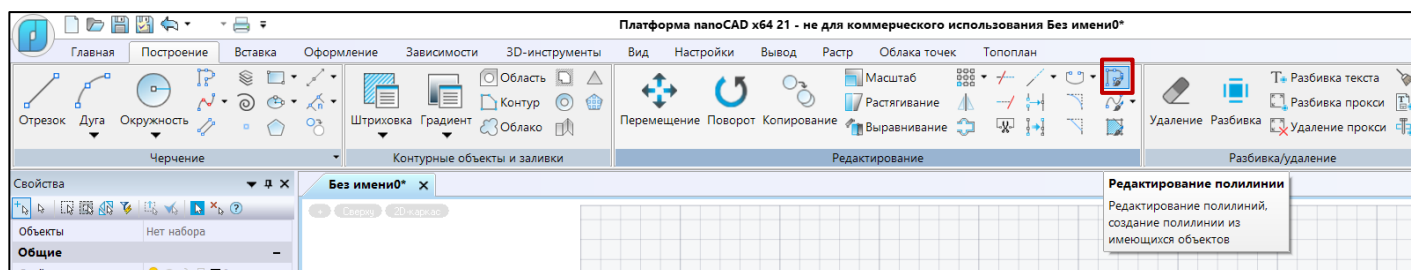 Платформа nanoCAD x64 21 - не для коммерческого использования Без имени0*
Главная Построение Вставка Оформление Зависимости 3D-инструменты Вид Настройки Вывод Растр Облака точек Топоплан
Область Масштаб Разбивка текста
Контур Растягивание Разбивка прокси
Отрезок Дуга Окружность Штриховка Градиент Облако Перемещение Поворот Копирование Выравнивание Удаление Разбивка Удаление прокси
Черчение Контурные объекты и заливки Редактирование Разбивка/удаление
Свойства Без имени0* Редактирование полилинии
Сверху 2D каркас Редактирование полилиний,
Объекты Нет набора создание полилинии из
имеющихся объектов
Общие